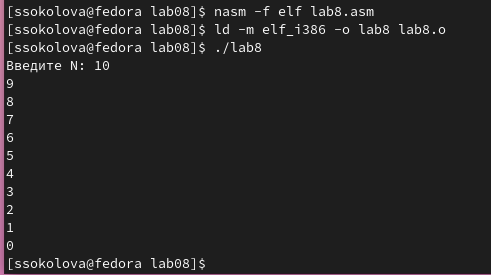 [ssokolova@fedora lab08]$ nasm -f elf lab8.asm
[ssokolova@fedora lab08]$ ld -m elf_i386 -o lab8 lab8.o
[ssokolova@fedora lab08]$ ./lab8
Введите N: 10
9
8
7
6
5
4
3
2
1
0
[ssokolova@fedora lab08]$